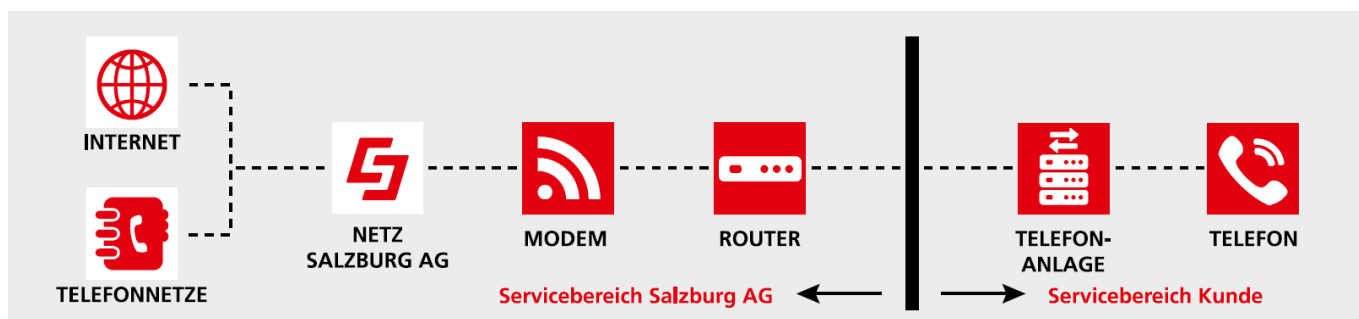 INTERNET
TELEFONNETZE
NETZ
SALZBURG AG
MODEM
ROUTER
TELEFON-
ANLAGE
TELEFON
Servicebereich Salzburg AG
Servicebereich Kunde